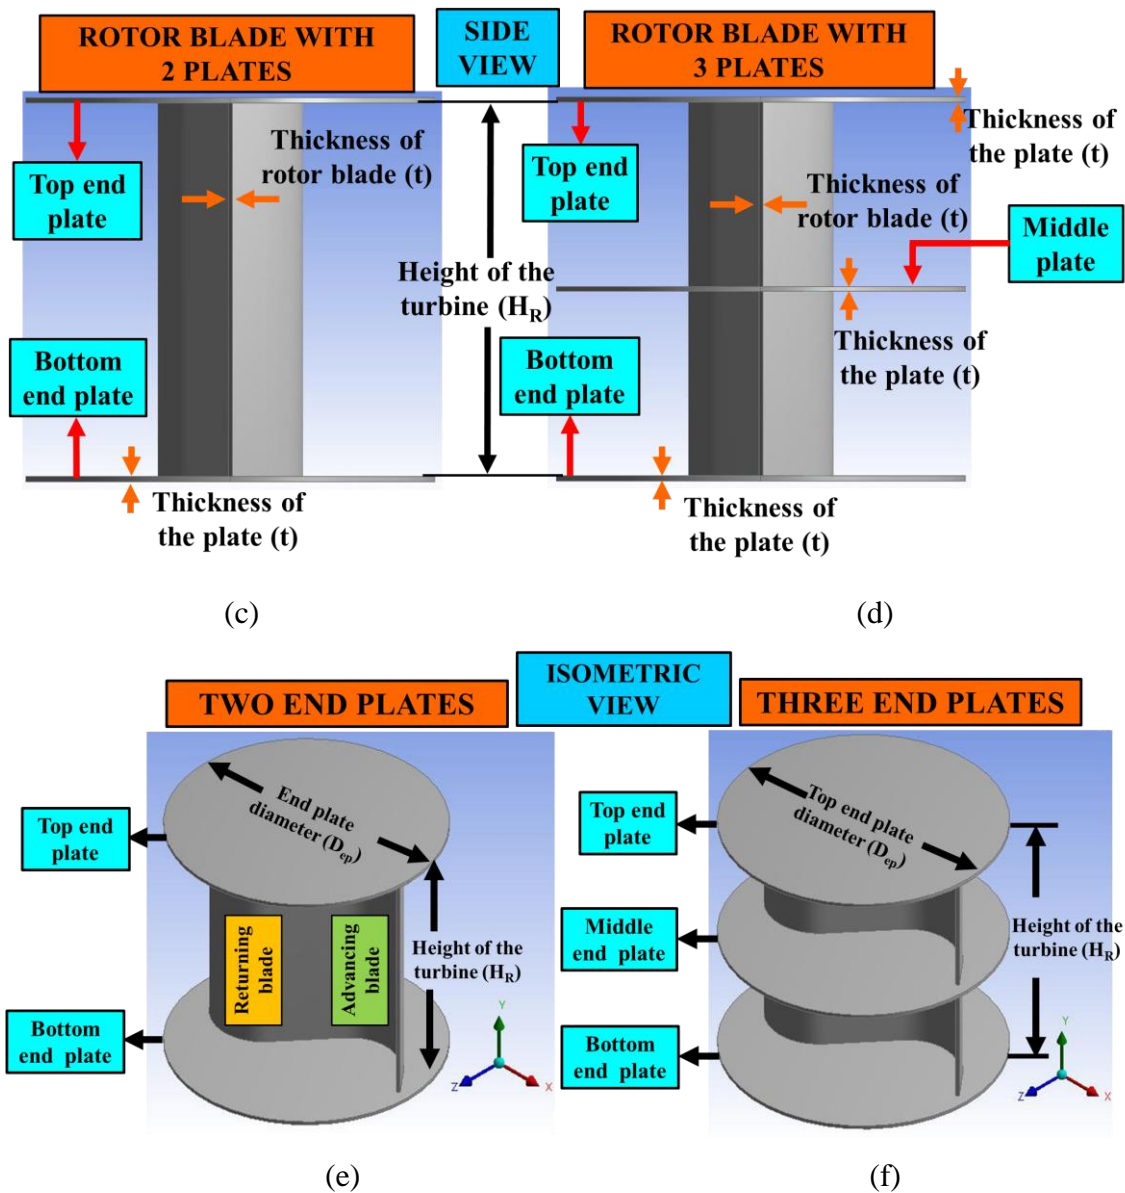 ROTOR BLADE WITH
2 PLATES
SIDE
VIEW
ROTOR BLADE WITH
3 PLATES
Thickness of
rotor blade (t)
Top end
plate
Height of the
turbine (HR)
Bottom
end plate
Thickness of
the plate (t)
Thickness of
the plate (t)
Top end
plate
Thickness of
rotor blade (t)
Middle
plate
Thickness of
the plate (t)
Bottom
end plate
Thickness of
the plate (t)
(c)
(d)
TWO END PLATES
ISOMETRIC
VIEW
THREE END PLATES
End plate
diameter (Dep)
Top end
plate
Returning
blade
Advancing
blade
Height of the
turbine (HR)
Bottom
end plate
Y
Z
X
Top end plate
diameter (Dep)
Top end
plate
Middle
end plate
Height of the
turbine (HR)
Bottom
end plate
Y
Z
X
(e)
(f)